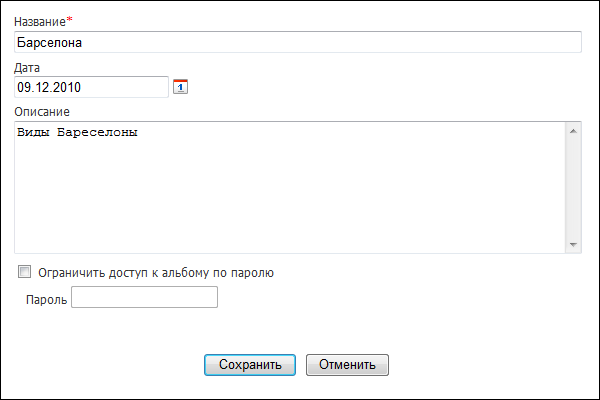 Название*
Барселона
Дата
09.12.2010
1
Описание
Виды Бареселоны
Ограничить доступ к альбому по паролю
Пароль
Сохранить Отменить